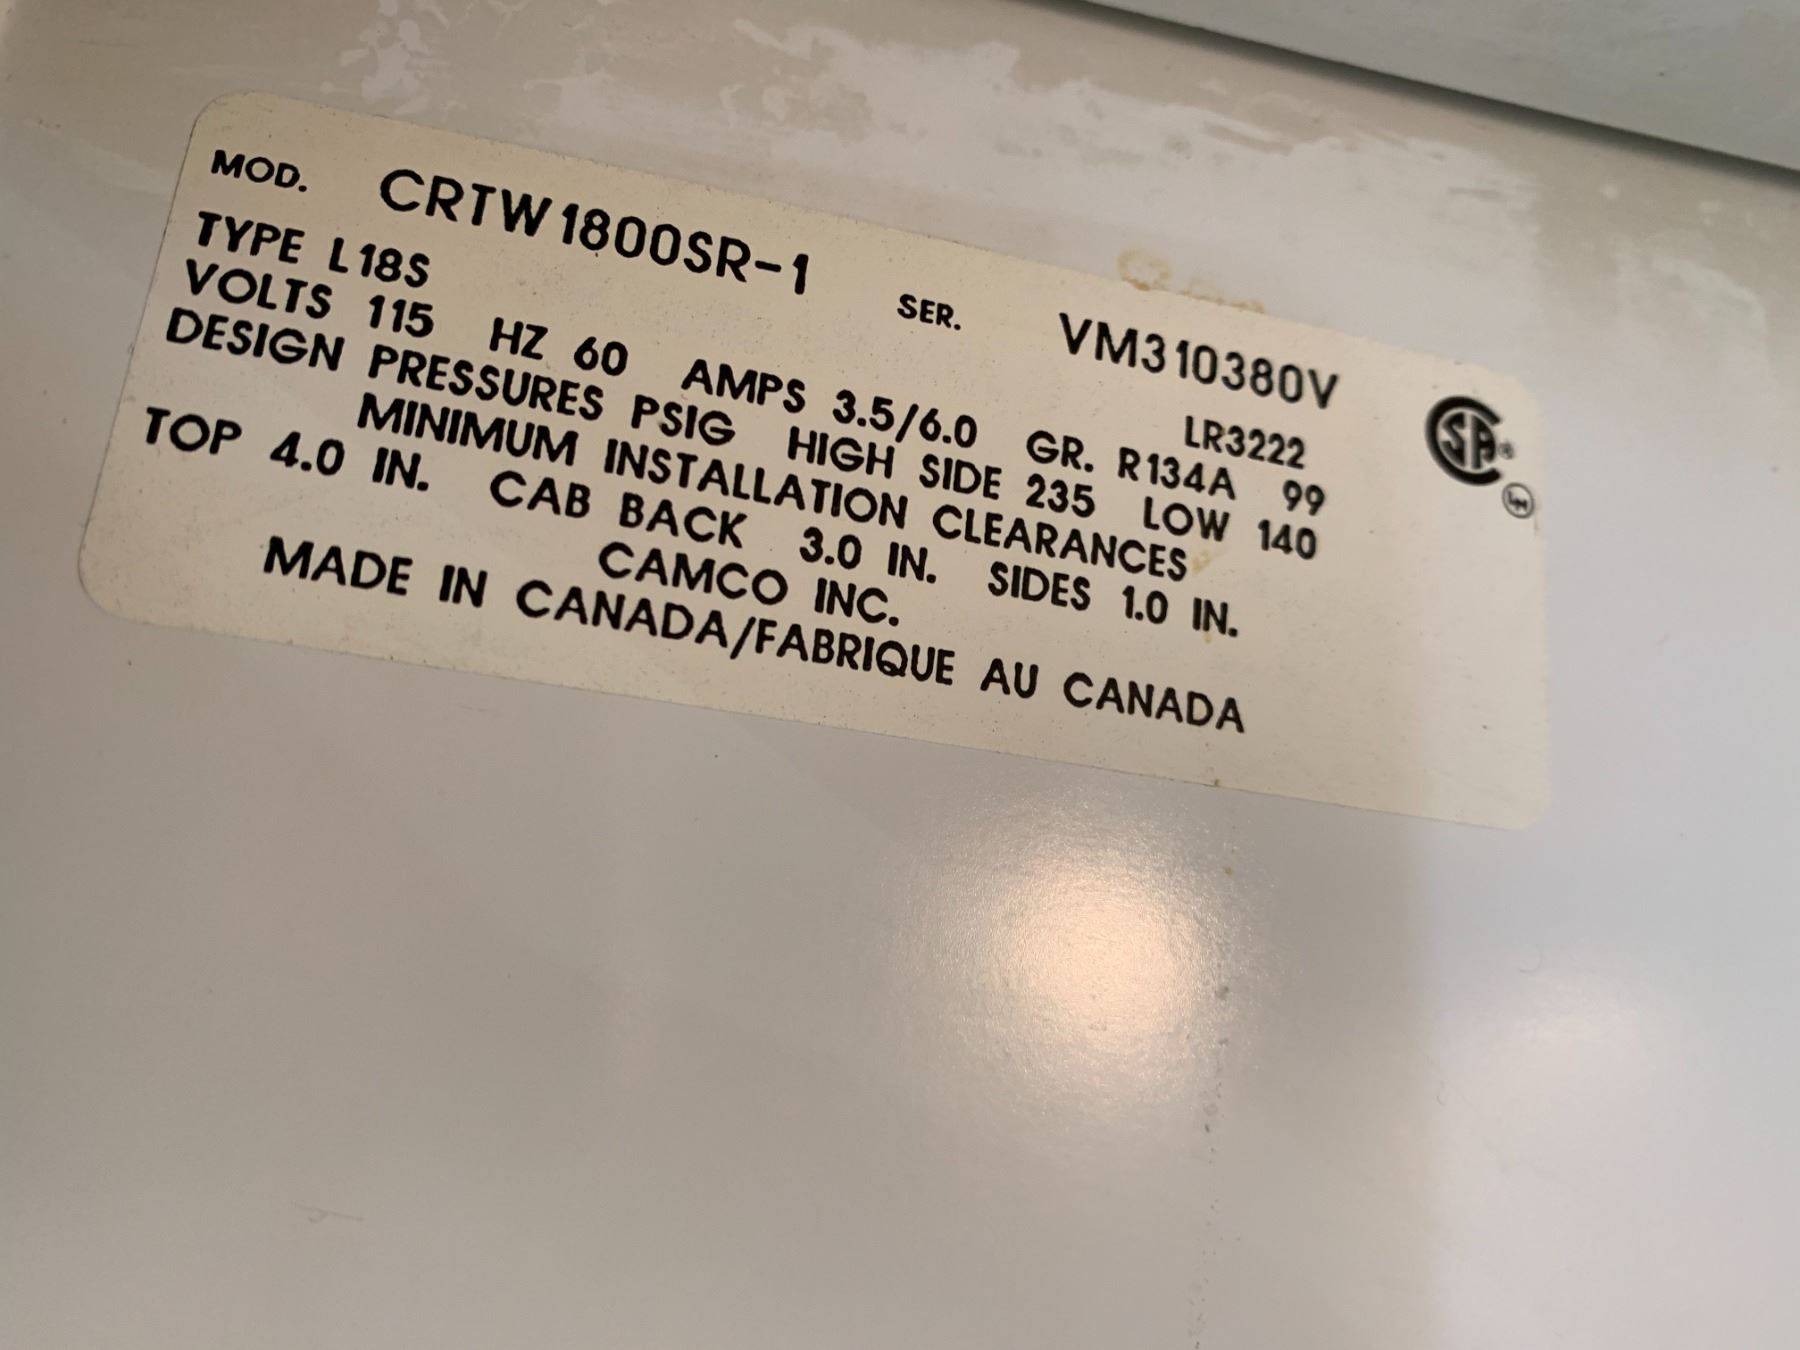 MOD. CRTW1800SR-1 SER. VM310380V
TYPE L18S LR3222
VOLTS 115 HZ 60 AMPS 3.5/6.0 GR. R134A 99
DESIGN PRESSURES PSIG HIGH SIDE 235 LOW 140
MINIMUM INSTALLATION CLEARANCES
TOP 4.0 IN. CAB BACK 3.0 IN. SIDES 1.0 IN.
CAMCO INC.
MADE IN CANADA/FABRIQUE AU CANADA
SA®